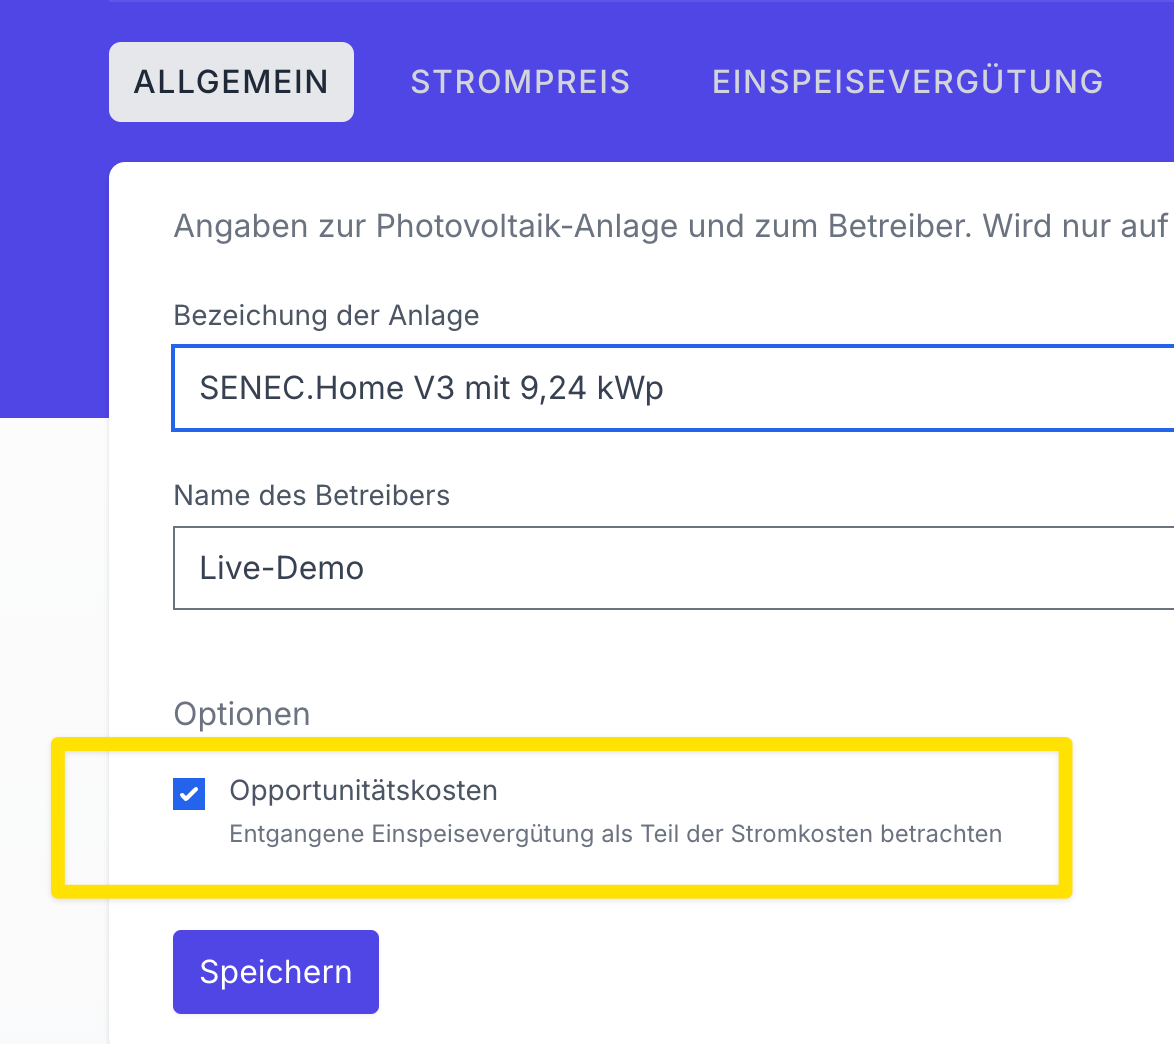 ALLGEMEIN STROMPREIS EINSPEISEVERGÜTUNG
Angaben zur Photovoltaik-Anlage und zum Betreiber. Wird nur auf
Bezeichung der Anlage
SENEC.Home V3 mit 9,24 kWp
Name des Betreibers
Live-Demo
Optionen
Opportunitätskosten
Entgangene Einspeisevergütung als Teil der Stromkosten betrachten
Speichern